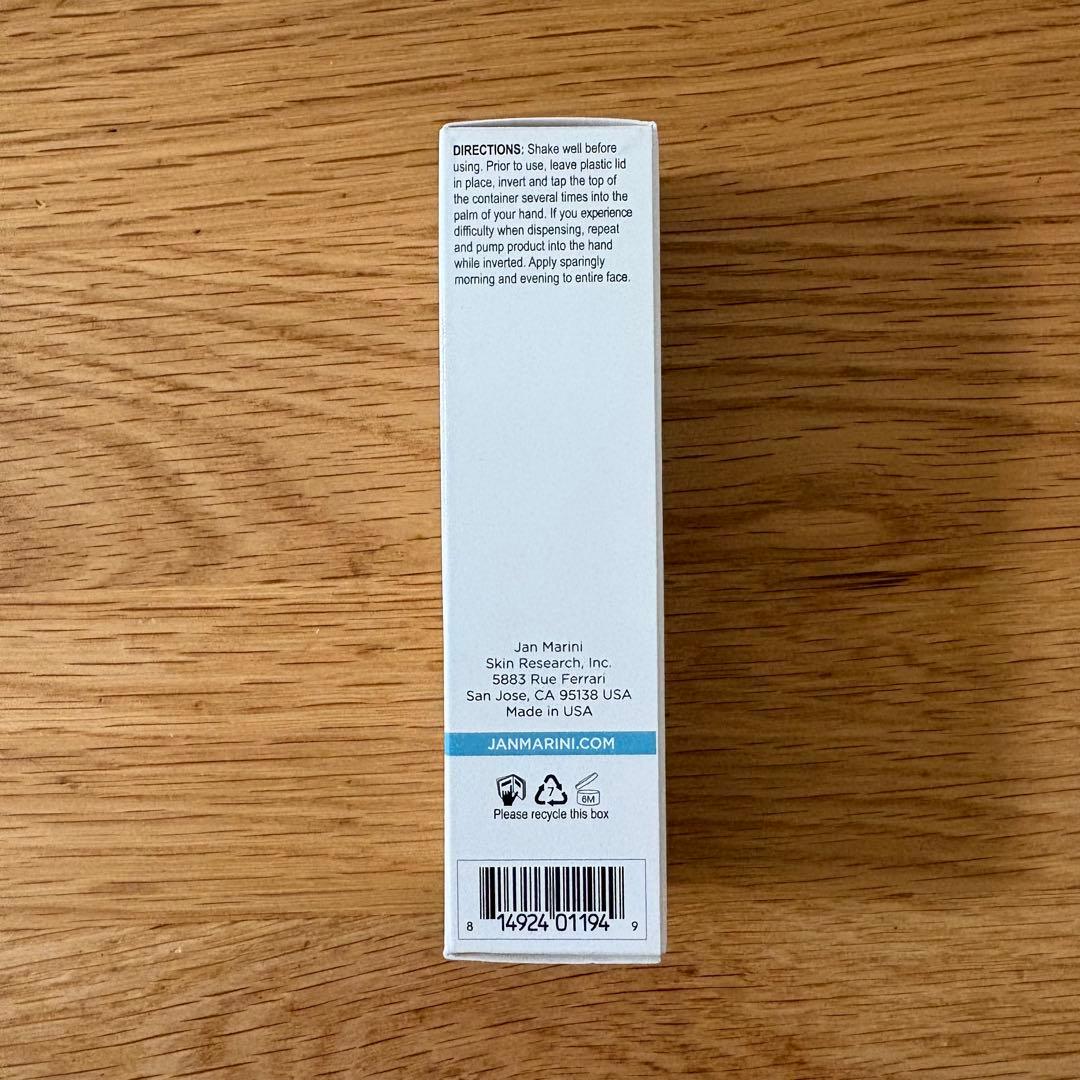 DIRECTIONS: Shake well before
using. Prior to use, leave plastic lid
in place, invert and tap the top of
the container several times into the
palm of your hand. If you experience
difficulty when dispensing, repeat
and pump product into the hand
while inverted. Apply sparingly
morning and evening to entire face.
Jan Marini
Skin Research, Inc.
5883 Rue Ferrari
San Jose, CA 95138 USA
Made in USA
JANMARINI.COM
7 6M
Please recycle this box
8 14924 01194 9